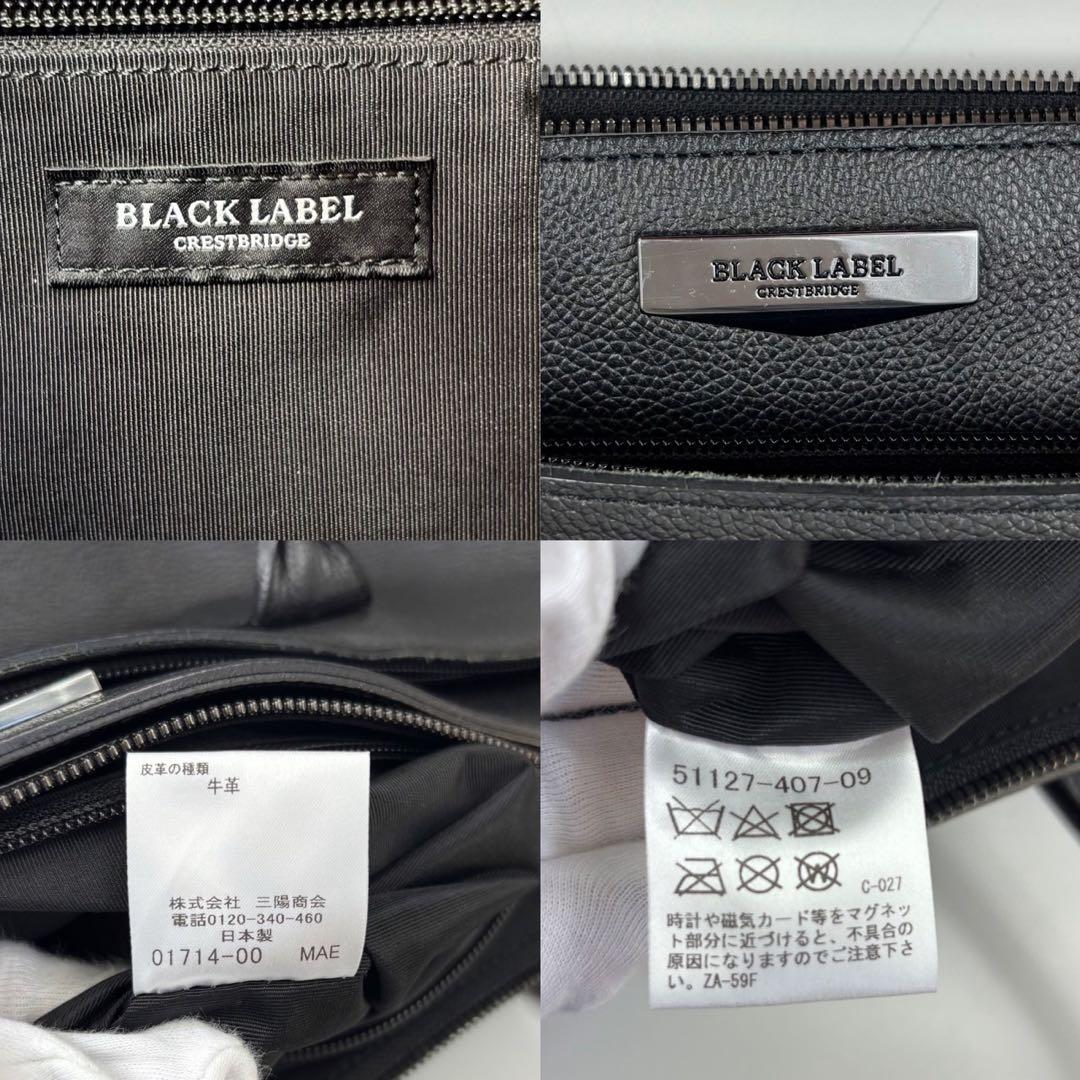 BLACK LABEL
CRESTBRIDGE
BLACK LABEL
CRESTBRIDGE
皮革の種類
牛革
株式会社 三陽商会
電話0120-340-460
日本製
01714-00 MAE
51127-407-09
C-027
時計や磁気カード等をマグネッ
ト部分に近づけると、不具合の
原因になりますのでご注意下さ
い。ZA-59F